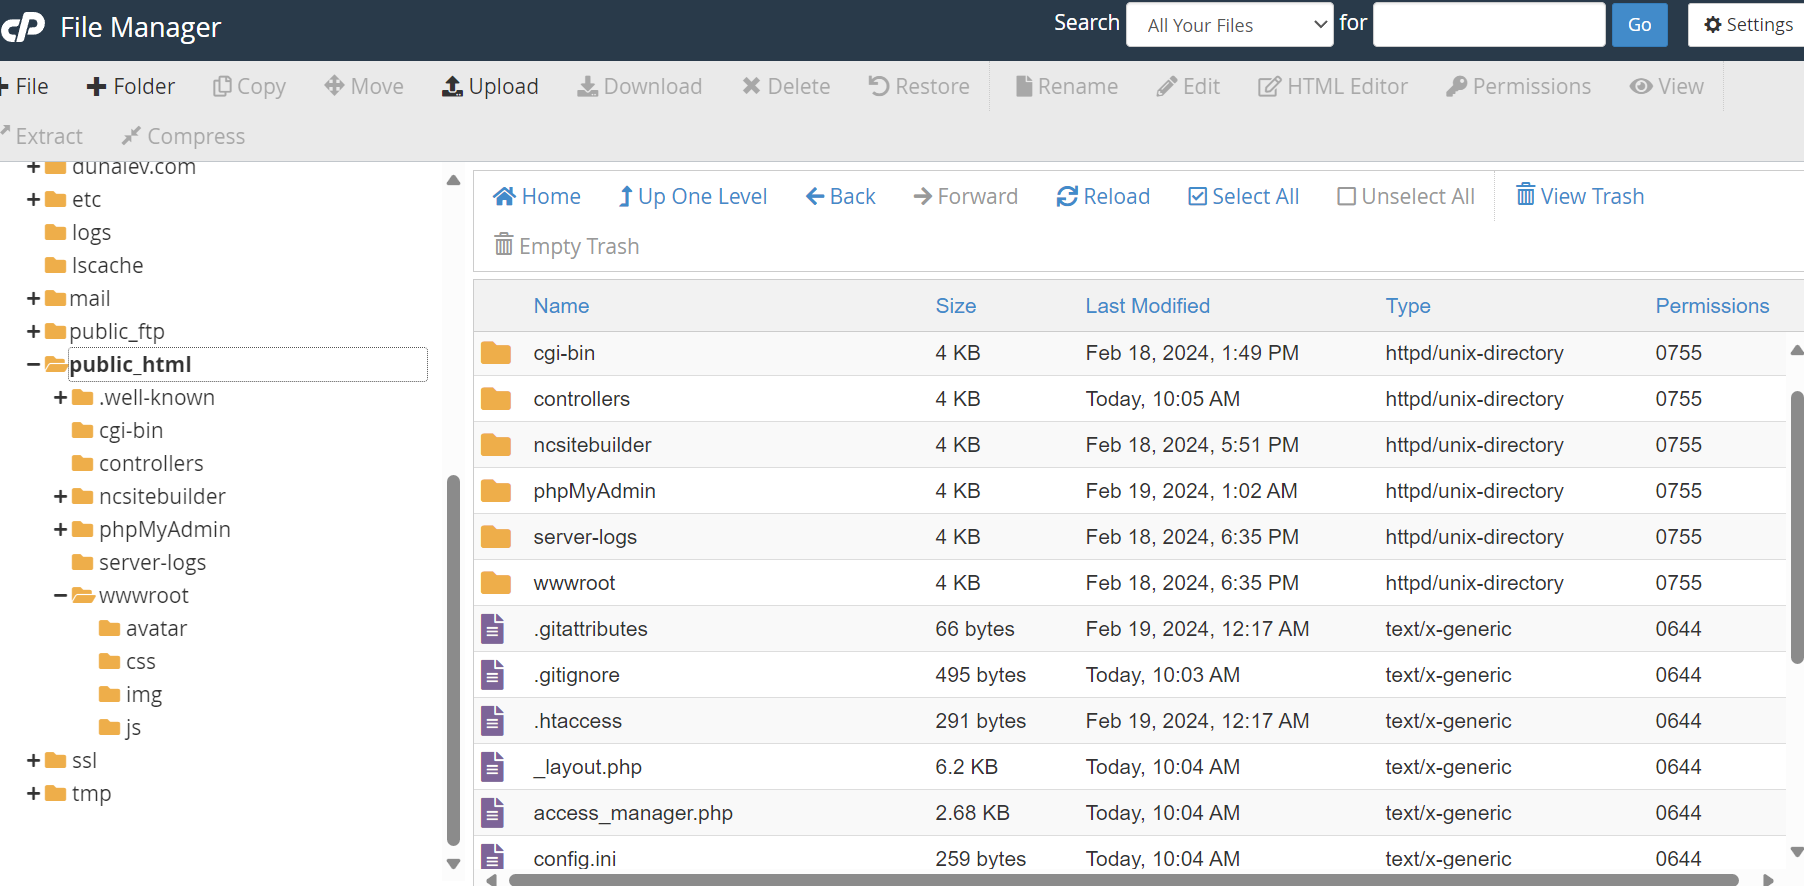 cP File Manager Search All Your Files for Go Settings
File Folder Copy Move Upload Download Delete Restore Rename Edit HTML Editor Permissions View
Extract Compress
dunaiev.com
etc
logs
lscache
mail
public_ftp
public_html
.well-known
cgi-bin
controllers
ncsitebuilder
phpMyAdmin
server-logs
wwwroot
avatar
css
img
js
ssl
tmp
Home Up One Level Back Forward Reload Select All Unselect All View Trash
Empty Trash
Name Size Last Modified Type Permissions
cgi-bin 4 KB Feb 18, 2024, 1:49 PM httpd/unix-directory 0755
controllers 4 KB Today, 10:05 AM httpd/unix-directory 0755
ncsitebuilder 4 KB Feb 18, 2024, 5:51 PM httpd/unix-directory 0755
phpMyAdmin 4 KB Feb 19, 2024, 1:02 AM httpd/unix-directory 0755
server-logs 4 KB Feb 18, 2024, 6:35 PM httpd/unix-directory 0755
wwwroot 4 KB Feb 18, 2024, 6:35 PM httpd/unix-directory 0755
.gitattributes 66 bytes Feb 19, 2024, 12:17 AM text/x-generic 0644
.gitignore 495 bytes Today, 10:03 AM text/x-generic 0644
.htaccess 291 bytes Feb 19, 2024, 12:17 AM text/x-generic 0644
_layout.php 6.2 KB Today, 10:04 AM text/x-generic 0644
access_manager.php 2.68 KB Today, 10:04 AM text/x-generic 0644
config.ini 259 bytes Today, 10:04 AM text/x-generic 0644